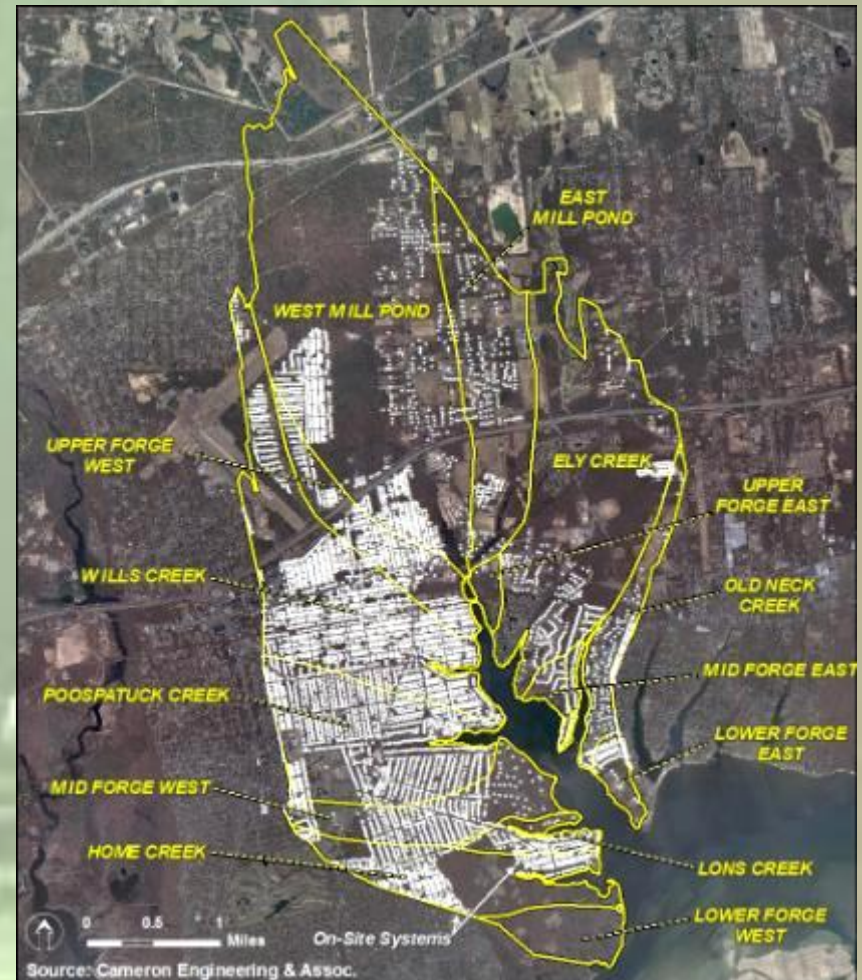 EAST
MILL POND
WEST MILL POND
UPPER FORGE
WEST
ELY CREEK
UPPER
FORGE EAST
WILLS CREEK
OLD NECK
CREEK
POOSPATUCK CREEK
MID FORGE EAST
LOWER FORGE
EAST
MID FORGE WEST
HOME CREEK
LONS CREEK
LOWER FORGE
WEST
0 0.5 1
Miles
On-Site Systems
Source: Cameron Engineering & Assoc.